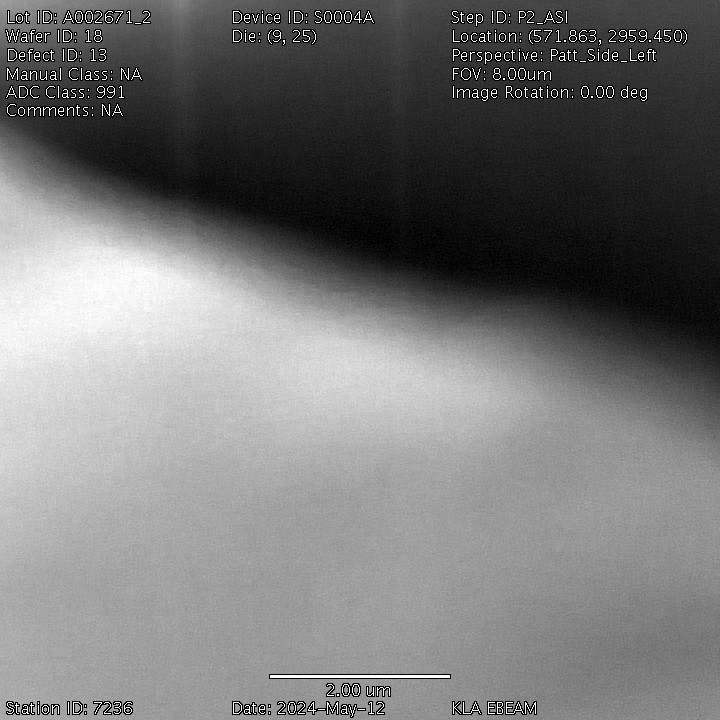 Lot ID: A002671_2
Wafer ID: 18
Defect ID: 13
Manual Class: NA
ADC Class: 991
Comments: NA
Device ID: S0004A
Die: (9, 25)
Step ID: P2_ASI
Location: (571.863, 2959.450)
Perspective: Patt_Side_Left
FOV: 8.00um
Image Rotation: 0.00 deg
2.00 um
Station ID: 7236
Date: 2024-May-12
KLA EBEAM